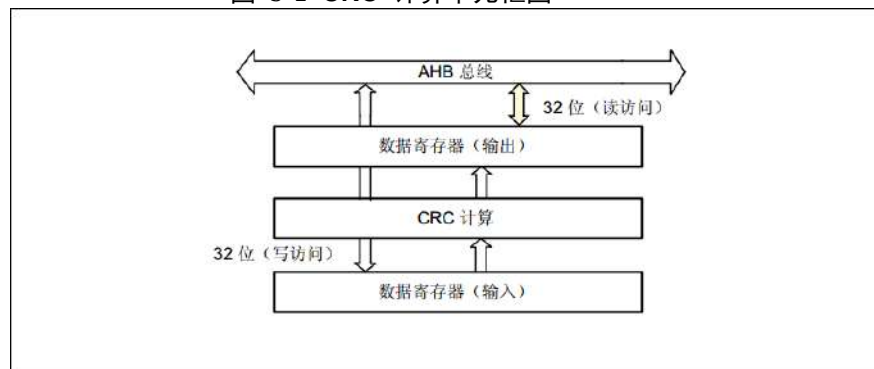 AHB 总线
32 位（读访问）
数据寄存器（输出）
CRC 计算
32 位（写访问）
数据寄存器（输入）